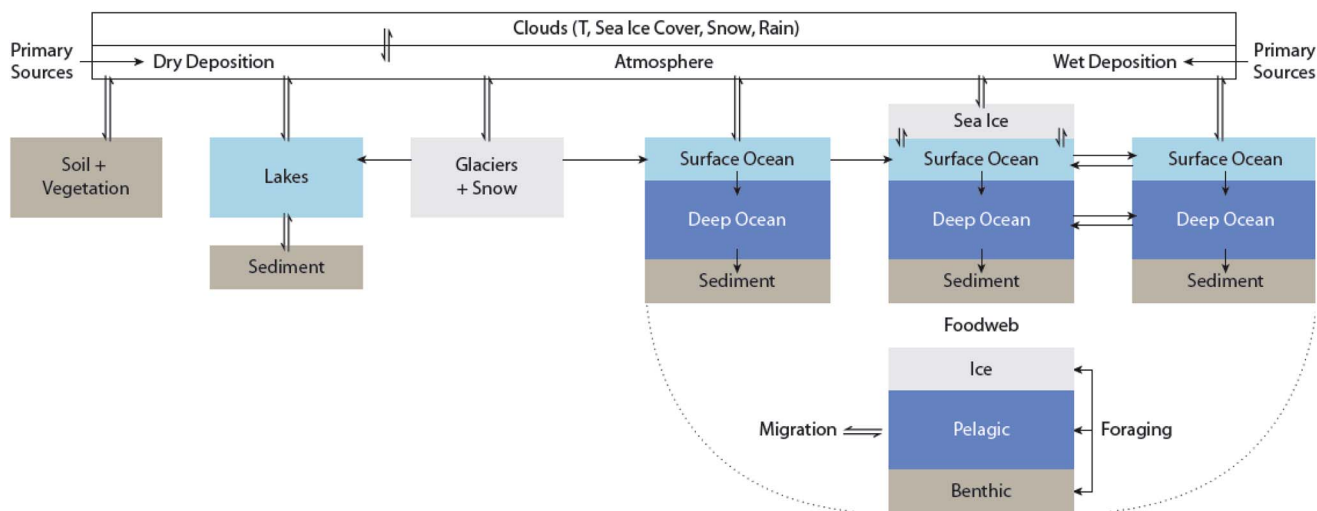 Clouds (T, Sea Ice Cover, Snow, Rain)
Primary
Sources
Dry Deposition
Atmosphere
Wet Deposition
Primary
Sources
Soil +
Vegetation
Lakes
Glaciers
+ Snow
Surface Ocean
Sea Ice
Surface Ocean
Surface Ocean
Deep Ocean
Deep Ocean
Deep Ocean
Sediment
Sediment
Sediment
Sediment
Foodweb
Ice
Migration
Pelagic
Foraging
Benthic